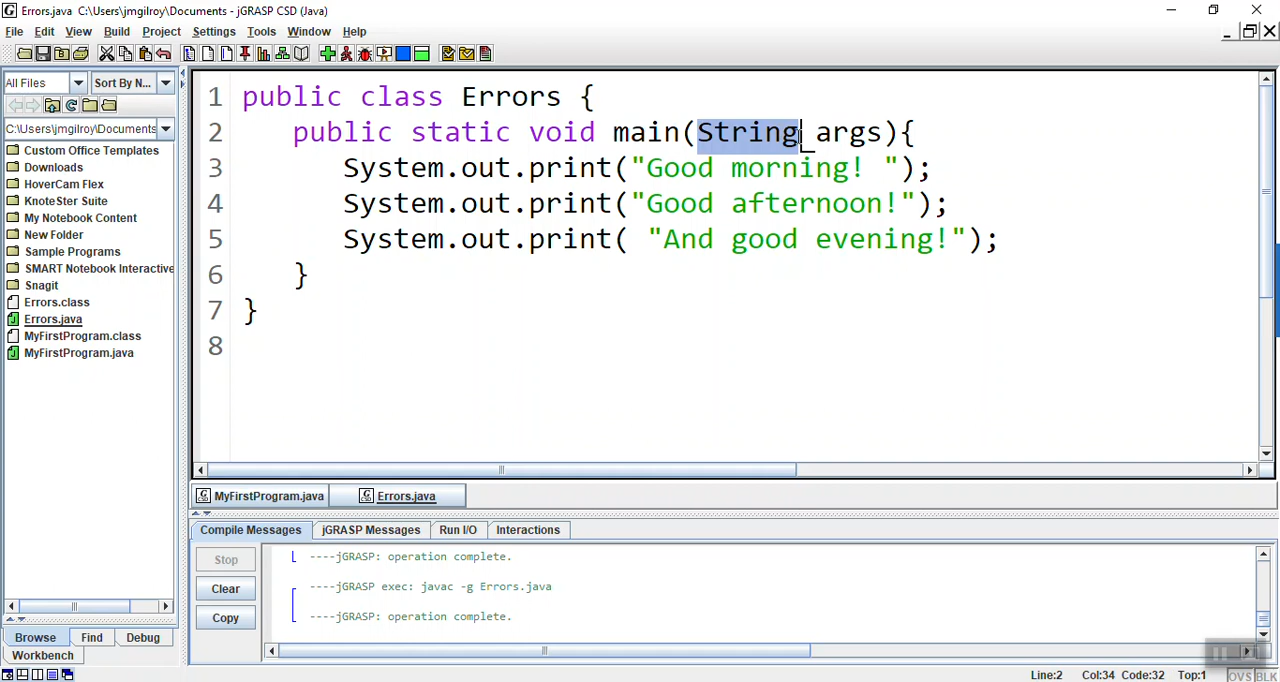 Errors.java C:\Users\jmgilroy\Documents - jGRASP CSD (Java)
File Edit View Build Project Settings Tools Window Help
All Files Sort By N...
C:\Users\jmgilroy\Documents
Custom Office Templates
Downloads
HoverCam Flex
KnoteSter Suite
My Notebook Content
New Folder
Sample Programs
SMART Notebook Interactive
Snagit
Errors.class
Errors.java
MyFirstProgram.class
MyFirstProgram.java
1 public class Errors {
2 public static void main(String args){
3 System.out.print("Good morning! ");
4 System.out.print("Good afternoon!");
5 System.out.print( "And good evening!");
6 }
7 }
8
MyFirstProgram.java Errors.java
Compile Messages jGRASP Messages Run I/O Interactions
Stop
Clear
Copy
----jGRASP: operation complete.
----jGRASP exec: javac -g Errors.java
----jGRASP: operation complete.
Browse Find Debug
Workbench
Line:2 Col:34 Code:32 Top:1 OVS BLK